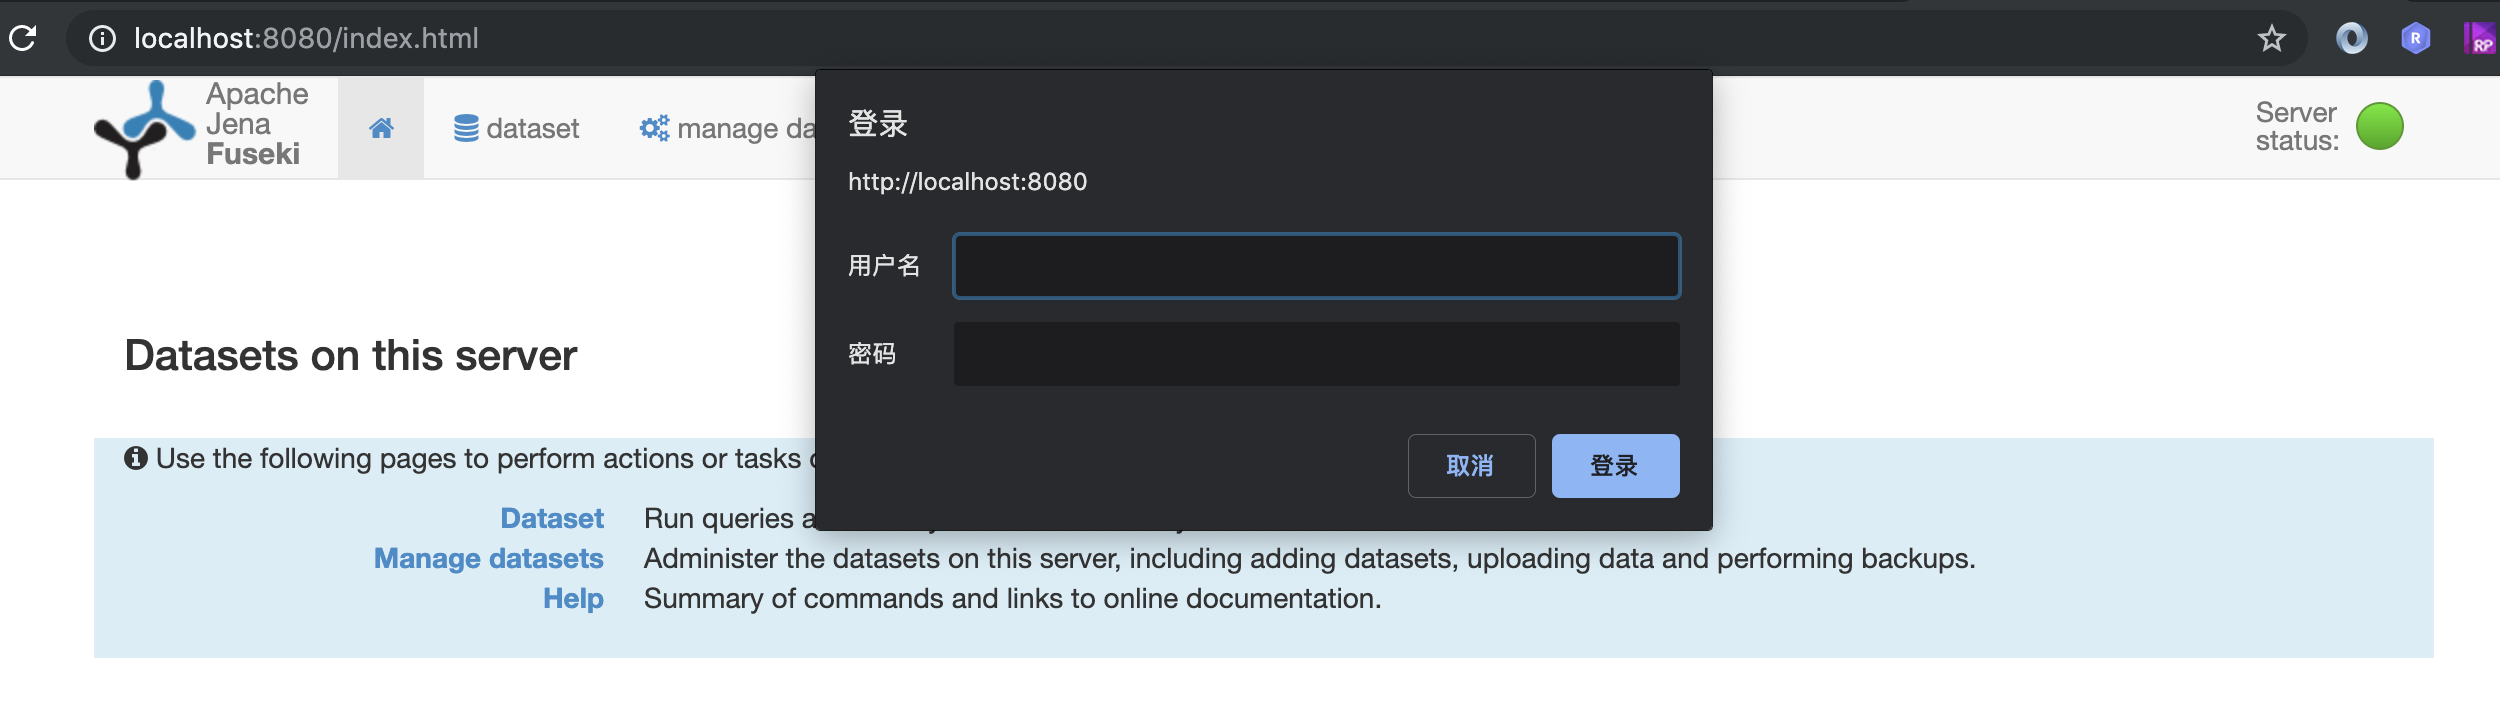 localhost:8080/index.html
R
RP
Apache
Jena
Fuseki
dataset
manage da
Server
status:
登录
http://localhost:8080
用户名
密码
取消
登录
Datasets on this server
Use the following pages to perform actions or tasks
Dataset
Run queries a
Manage datasets
Administer the datasets on this server, including adding datasets, uploading data and performing backups.
Help
Summary of commands and links to online documentation.